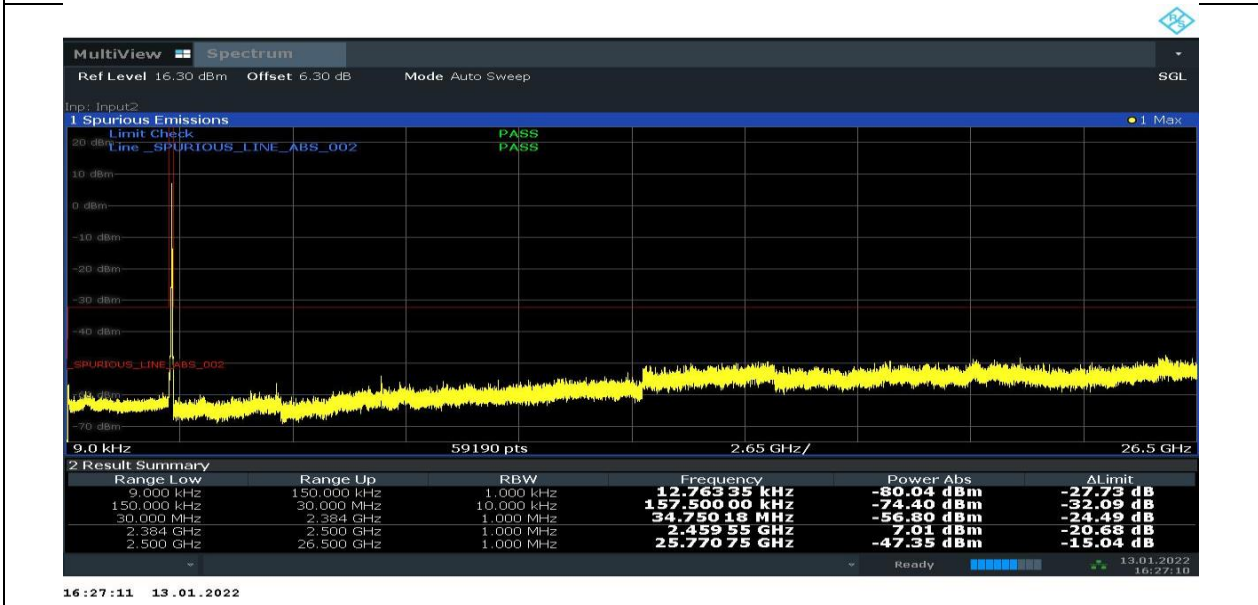 R/S
MultiView Spectrum
Ref Level 16.30 dBm Offset 6.30 dB Mode Auto Sweep SGL
Inp: Input2
1 Spurious Emissions 1 Max
Limit Check PASS
20 dBm
Line _SPURIOUS_LINE_ABS_002 PASS
10 dBm
0 dBm
-10 dBm
-20 dBm
-30 dBm
-40 dBm
_SPURIOUS_LINE_ABS_002
-70 dBm
9.0 kHz 59190 pts 2.65 GHz/ 26.5 GHz
2 Result Summary
Range Low Range Up RBW Frequency Power Abs ΔLimit
9.000 kHz 150.000 kHz 1.000 kHz 12.763 35 kHz -80.04 dBm -27.73 dB
150.000 kHz 30.000 MHz 10.000 kHz 157.500 00 kHz -74.40 dBm -32.09 dB
30.000 MHz 2.384 GHz 1.000 MHz 34.750 18 MHz -56.80 dBm -24.49 dB
2.384 GHz 2.500 GHz 1.000 MHz 2.459 55 GHz 7.01 dBm -20.68 dB
2.500 GHz 26.500 GHz 1.000 MHz 25.770 75 GHz -47.35 dBm -15.04 dB
Ready 13.01.2022
16:27:10
16:27:11 13.01.2022